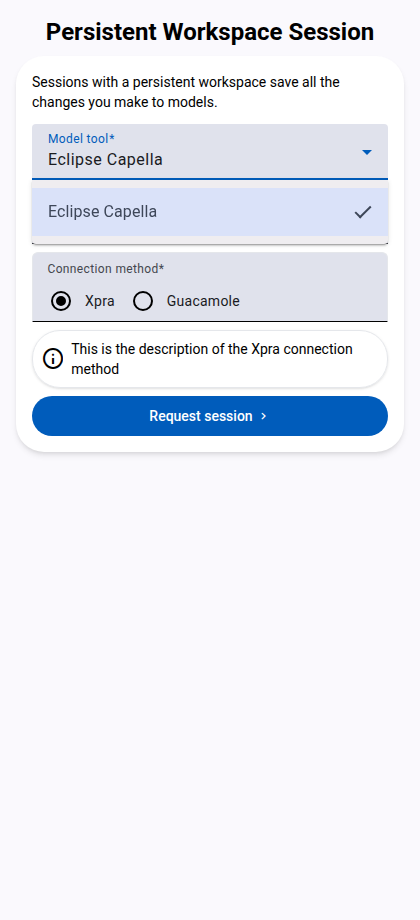 Persistent Workspace Session
Sessions with a persistent workspace save all the
changes you make to models.
Model tool*
Eclipse Capella
Eclipse Capella
Connection method*
Xpra Guacamole
This is the description of the Xpra connection
method
Request session